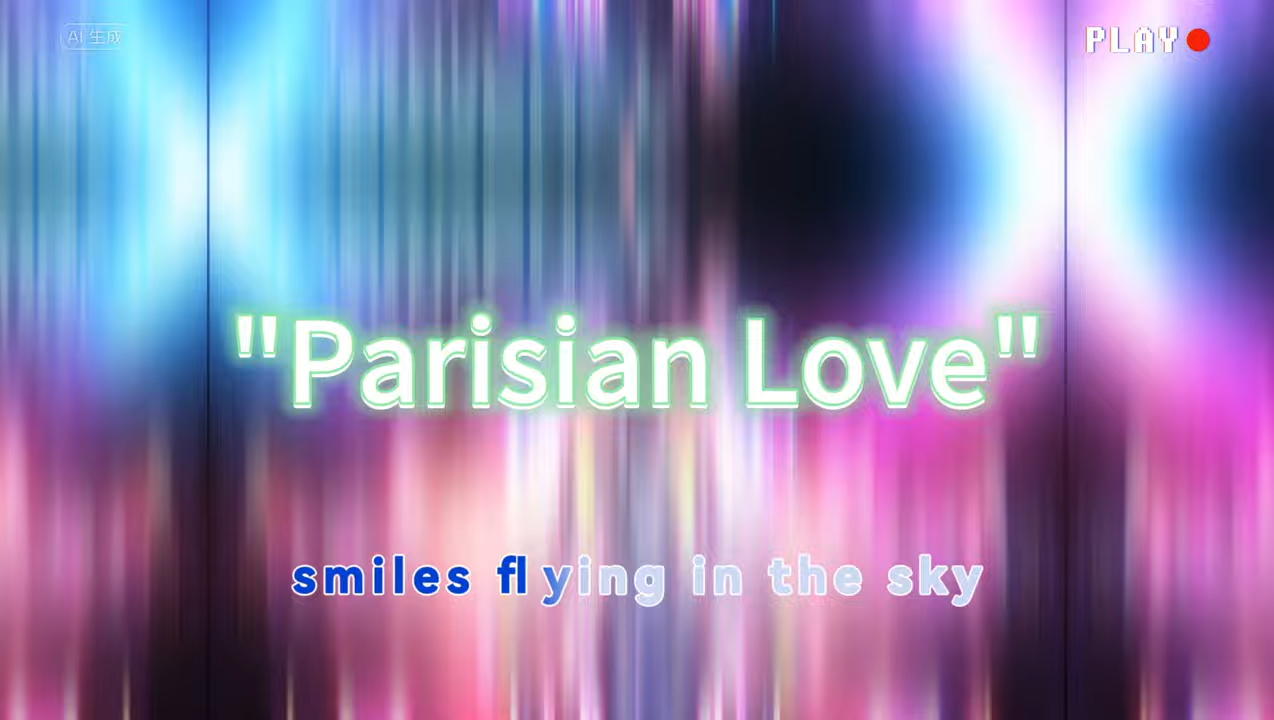 AI 生成
PLAY
"Parisian Love"
smiles flying in the sky